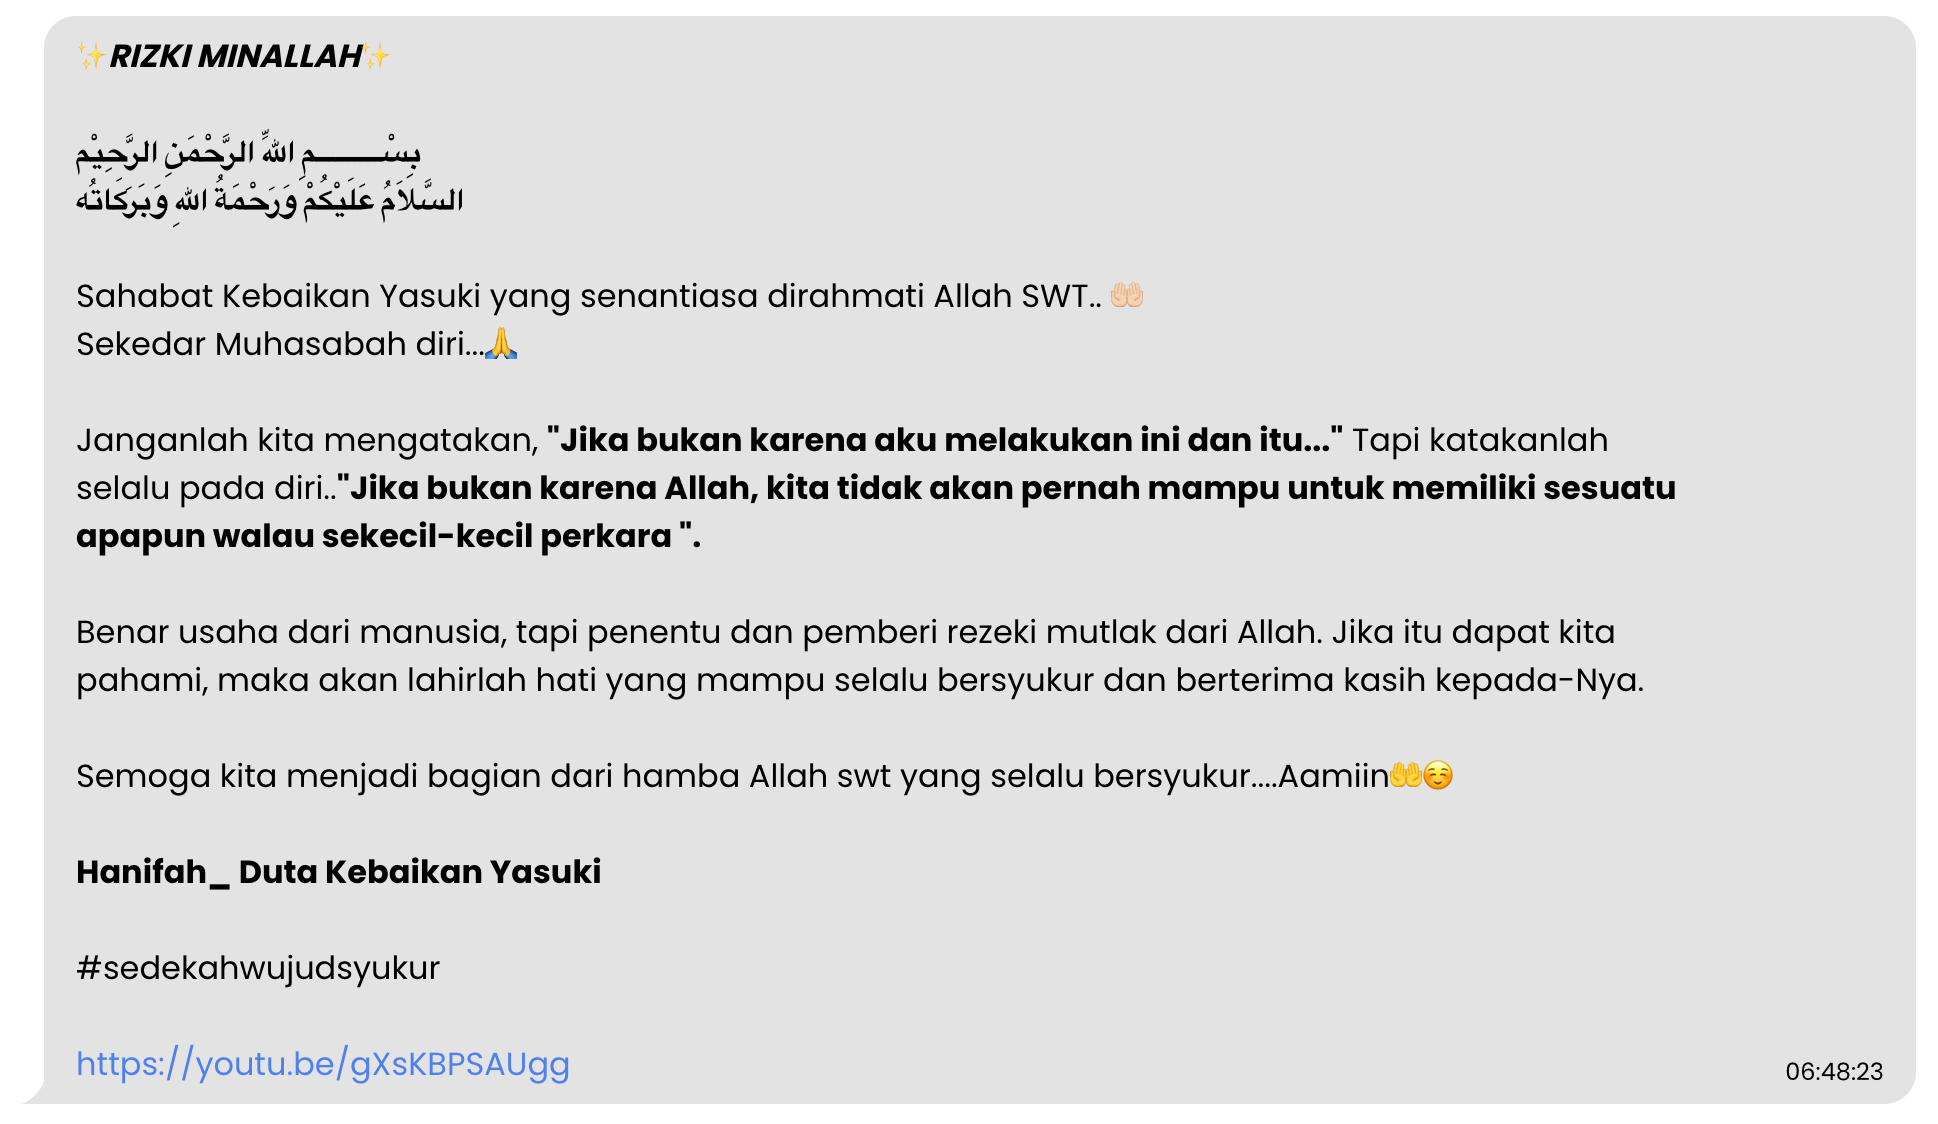 ✨RIZKI MINALLAH✨
بِسْــــــــمِ اللهِّ الرَّحْمَنِ الرَّحِيْم
السَّلَامُ عَلَيْكُمْ وَرَحْمَةُ اللهِ وَبَرَكَاتُه
Sahabat Kebaikan Yasuki yang senantiasa dirahmati Allah SWT.. 🤲🏻
Sekedar Muhasabah diri...🙏
Janganlah kita mengatakan, "Jika bukan karena aku melakukan ini dan itu..." Tapi katakanlah
selalu pada diri.."Jika bukan karena Allah, kita tidak akan pernah mampu untuk memiliki sesuatu
apapun walau sekecil-kecil perkara ".
Benar usaha dari manusia, tapi penentu dan pemberi rezeki mutlak dari Allah. Jika itu dapat kita
pahami, maka akan lahirlah hati yang mampu selalu bersyukur dan berterima kasih kepada-Nya.
Semoga kita menjadi bagian dari hamba Allah swt yang selalu bersyukur....Aamiin🤲☺️
Hanifah_ Duta Kebaikan Yasuki
#sedekahwujudsyukur
https://youtu.be/gXsKBPSAUgg
06:48:23